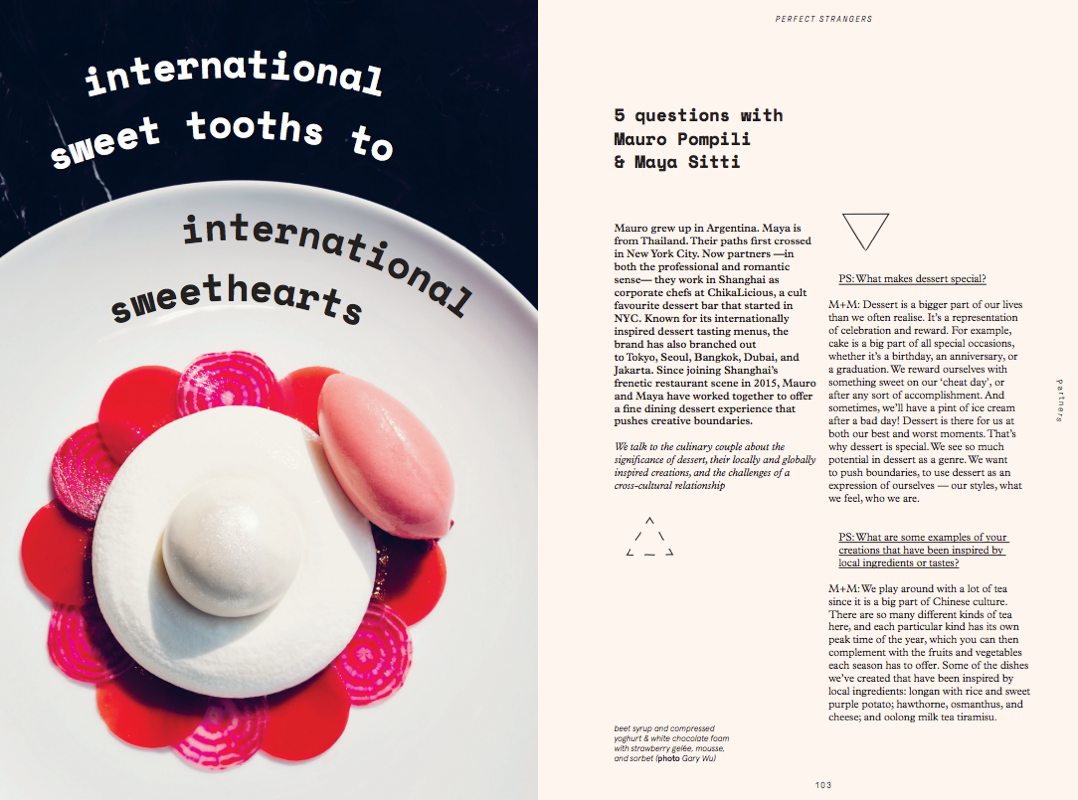 international
sweet tooths to
international
sweethearts
PERFECT STRANGERS
5 questions with
Mauro Pompili
& Maya Sitti
Mauro grew up in Argentina. Maya is
from Thailand. Their paths first crossed
in New York City. Now partners —in
both the professional and romantic
sense— they work in Shanghai as
corporate chefs at ChikaLicious, a cult
favourite dessert bar that started in
NYC. Known for its internationally
inspired dessert tasting menus, the
brand has also branched out
to Tokyo, Seoul, Bangkok, Dubai, and
Jakarta. Since joining Shanghai's
frenetic restaurant scene in 2015, Mauro
and Maya have worked together to offer
a fine dining dessert experience that
pushes creative boundaries.
We talk to the culinary couple about the
significance of dessert, their locally and globally
inspired creations, and the challenges of a
cross-cultural relationship
beet syrup and compressed
yoghurt & white chocolate foam
with strawberry gelée, mousse,
and sorbet (photo Gary Wu)
PS: What makes dessert special?
M+M: Dessert is a bigger part of our lives
than we often realise. It's a representation
of celebration and reward. For example,
cake is a big part of all special occasions,
whether it's a birthday, an anniversary, or
a graduation. We reward ourselves with
something sweet on our 'cheat day', or
after any sort of accomplishment. And
sometimes, we'll have a pint of ice cream
after a bad day! Dessert is there for us at
both our best and worst moments. That's
why dessert is special. We see so much
potential in dessert as a genre. We want
to push boundaries, to use dessert as an
expression of ourselves — our styles, what
we feel, who we are.
PS: What are some examples of your
creations that have been inspired by
local ingredients or tastes?
M+M: We play around with a lot of tea
since it is a big part of Chinese culture.
There are so many different kinds of tea
here, and each particular kind has its own
peak time of the year, which you can then
complement with the fruits and vegetables
each season has to offer. Some of the dishes
we've created that have been inspired by
local ingredients: longan with rice and sweet
purple potato; hawthorne, osmanthus, and
cheese; and oolong milk tea tiramisu.
Partners
103